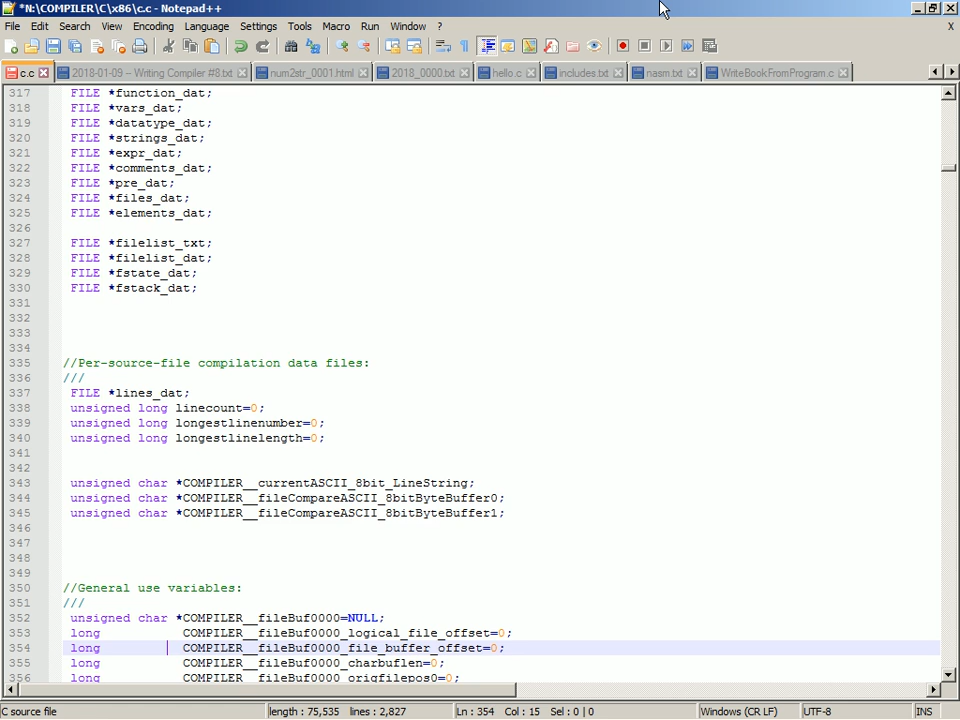 *N:\COMPILER\C\x86\c.c - Notepad++
File Edit Search View Encoding Language Settings Tools Macro Run Window ? X
c.c 2018-01-09 -- Writing Compiler #8.txt num2str_0001.html 2018_0000.txt hello.c includes.txt nasm.txt WriteBookFromProgram.c
317 FILE *function_dat;
318 FILE *vars_dat;
319 FILE *datatype_dat;
320 FILE *strings_dat;
321 FILE *expr_dat;
322 FILE *comments_dat;
323 FILE *pre_dat;
324 FILE *files_dat;
325 FILE *elements_dat;
326
327 FILE *filelist_txt;
328 FILE *filelist_dat;
329 FILE *fstate_dat;
330 FILE *fstack_dat;
331
332
333
334
335 //Per-source-file compilation data files:
336 ///
337 FILE *lines_dat;
338 unsigned long linecount=0;
339 unsigned long longestlinenumber=0;
340 unsigned long longestlinelength=0;
341
342
343 unsigned char *COMPILER__currentASCII_8bit_LineString;
344 unsigned char *COMPILER__fileCompareASCII_8bitByteBuffer0;
345 unsigned char *COMPILER__fileCompareASCII_8bitByteBuffer1;
346
347
348
349
350 //General use variables:
351 ///
352 unsigned char *COMPILER__fileBuf0000=NULL;
353 long COMPILER__fileBuf0000_logical_file_offset=0;
354 long COMPILER__fileBuf0000_file_buffer_offset=0;
355 long COMPILER__fileBuf0000_charbuflen=0;
356 long COMPILER__fileBuf0000_origfilepos0=0;
C source file length : 75,535 lines : 2,827 Ln : 354 Col : 15 Sel : 0 | 0 Windows (CR LF) UTF-8 INS